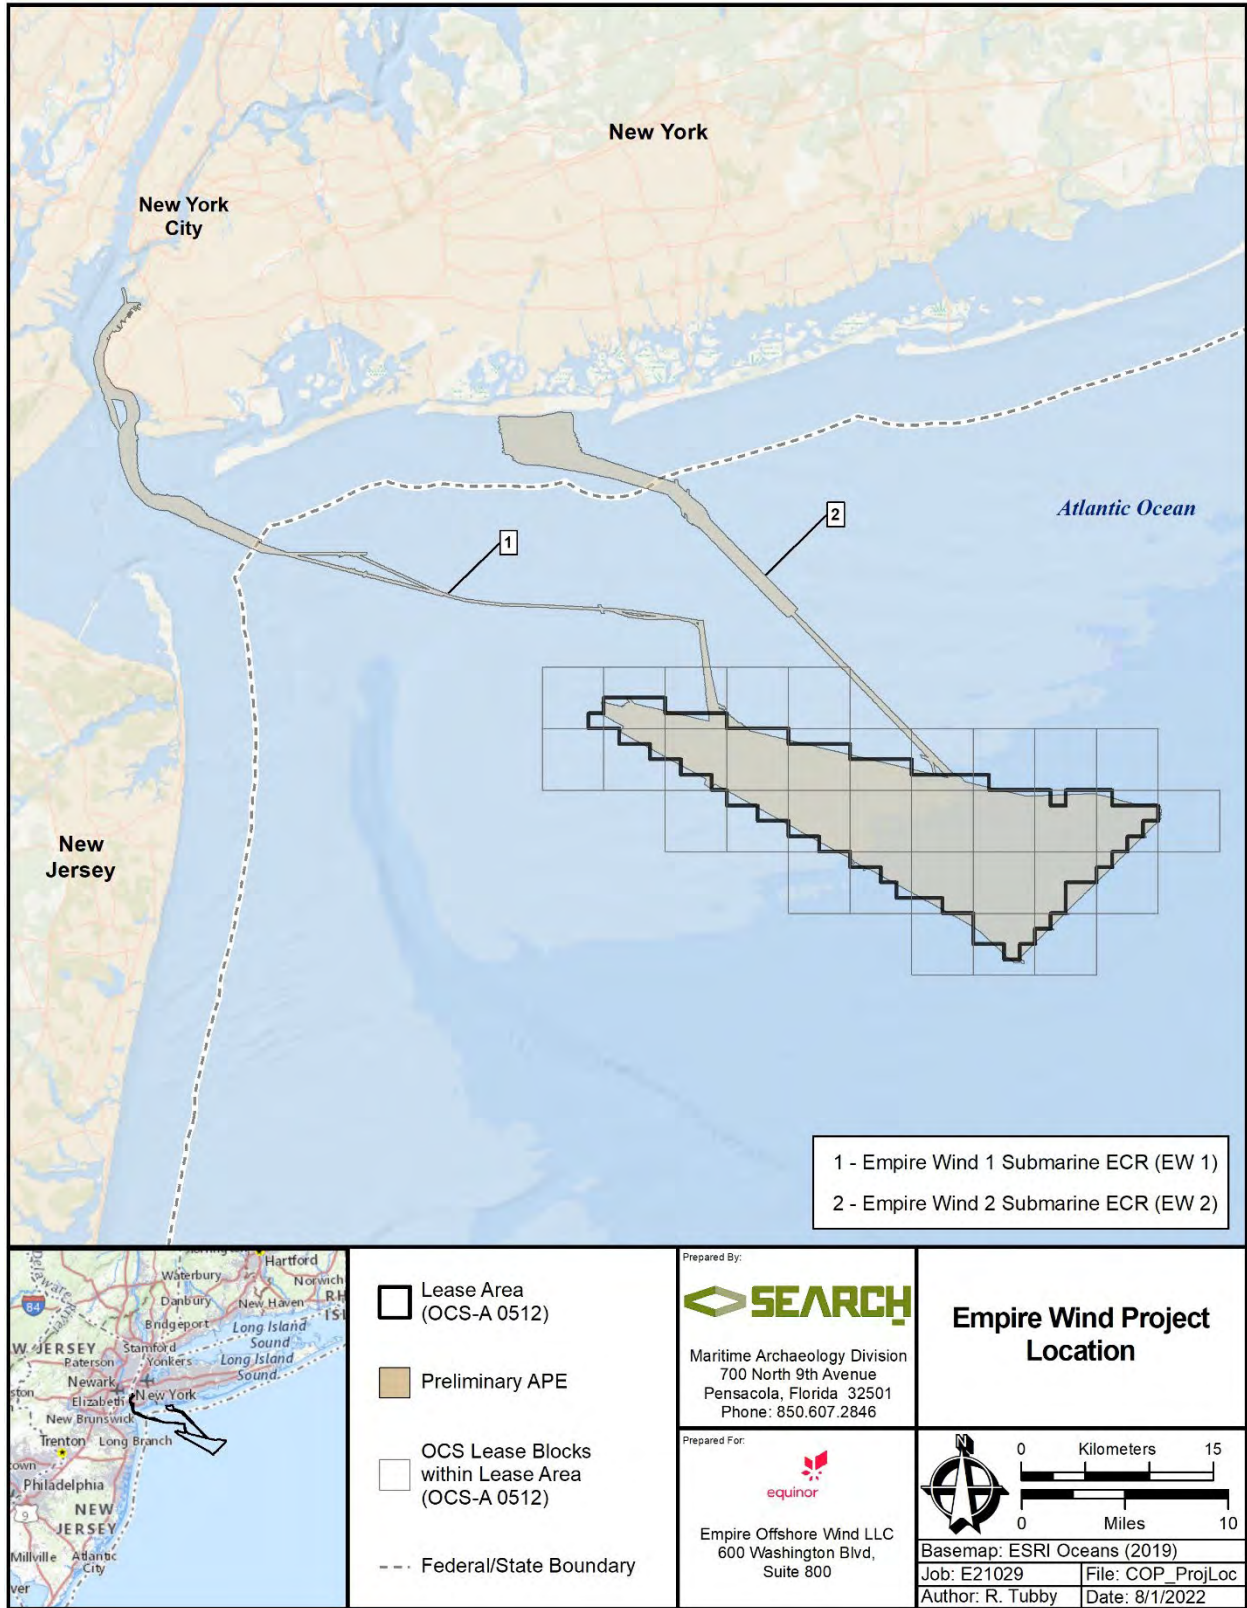 New York
New York
City
Atlantic Ocean
1
2
New
Jersey
1 - Empire Wind 1 Submarine ECR (EW 1)
2 - Empire Wind 2 Submarine ECR (EW 2)
Hartford
Waterbury
Norwich
Danbury
New Haven
RH
ISL
Bridgeport
84
Long Island
Sound
W JERSEY
Stamford
Long Island
Sound
Paterson
Yonkers
Newark
New York
Elizabeth
New Brunswick
Trenton
Long Branch
Philadelphia
9
NEW
JERSEY
Millville
Atlantic
City
Lease Area
(OCS-A 0512)
Preliminary APE
OCS Lease Blocks
within Lease Area
(OCS-A 0512)
Federal/State Boundary
Prepared By:
SEARCH
Maritime Archaeology Division
700 North 9th Avenue
Pensacola, Florida 32501
Phone: 850.607.2846
Prepared For:
equinor
Empire Offshore Wind LLC
600 Washington Blvd,
Suite 800
Empire Wind Project
Location
N
0 Kilometers 15
0 Miles 10
Basemap: ESRI Oceans (2019)
Job: E21029
File: COP_ProjLoc
Author: R. Tubby
Date: 8/1/2022